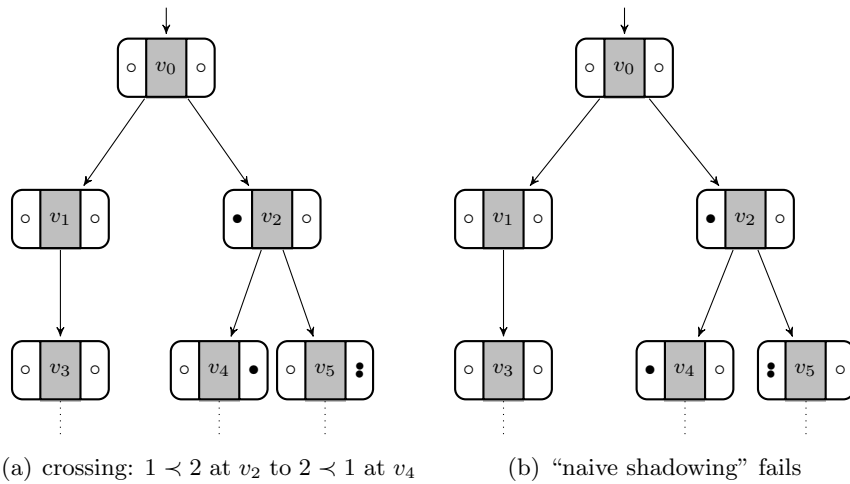 v0 v0
v1 v2 v1 v2
v3 v4 v5 v3 v4 v5
(a) crossing: 1 ≺ 2 at v2 to 2 ≺ 1 at v4
(b) “naive shadowing” fails